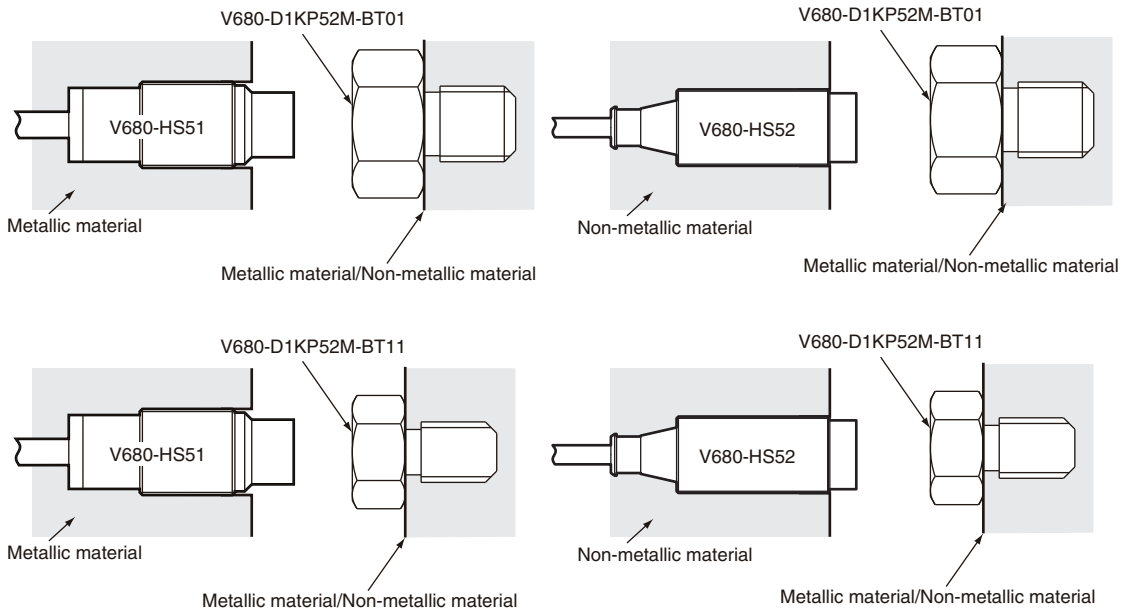 V680-D1KP52M-BT01
V680-HS51
Metallic material
Metallic material/Non-metallic material
V680-D1KP52M-BT01
V680-HS52
Non-metallic material
Metallic material/Non-metallic material
V680-D1KP52M-BT11
V680-HS51
Metallic material
Metallic material/Non-metallic material
V680-D1KP52M-BT11
V680-HS52
Non-metallic material
Metallic material/Non-metallic material